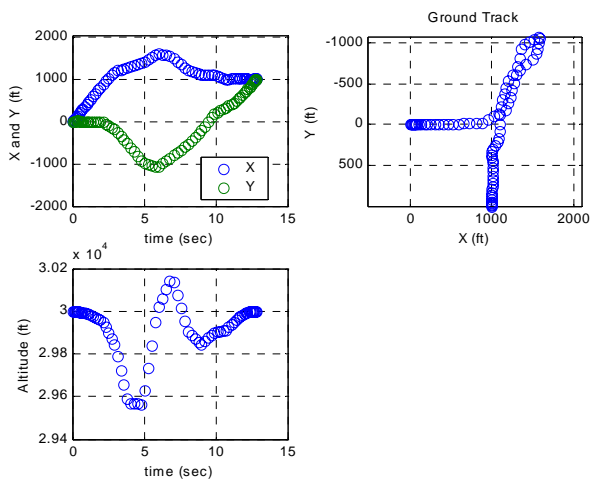 2000
1000
0
-1000
-2000
X and Y (ft)
0
5
10
15
time (sec)
X
Y
Ground Track
-1000
-500
0
500
Y (ft)
0
1000
2000
X (ft)
x 10^4
3.02
3
2.98
2.96
2.94
Altitude (ft)
0
5
10
15
time (sec)